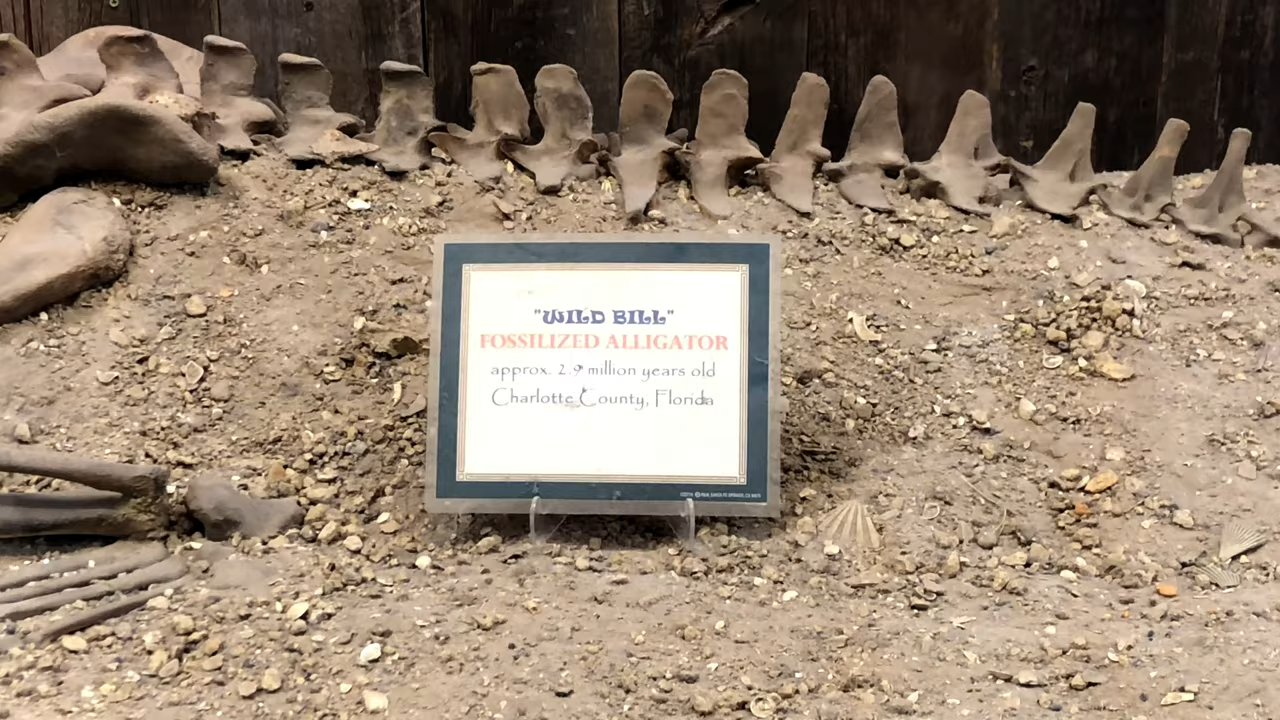 "WILD BILL"
FOSSILIZED ALLIGATOR
approx. 2.9 million years old
Charlotte County, Florida